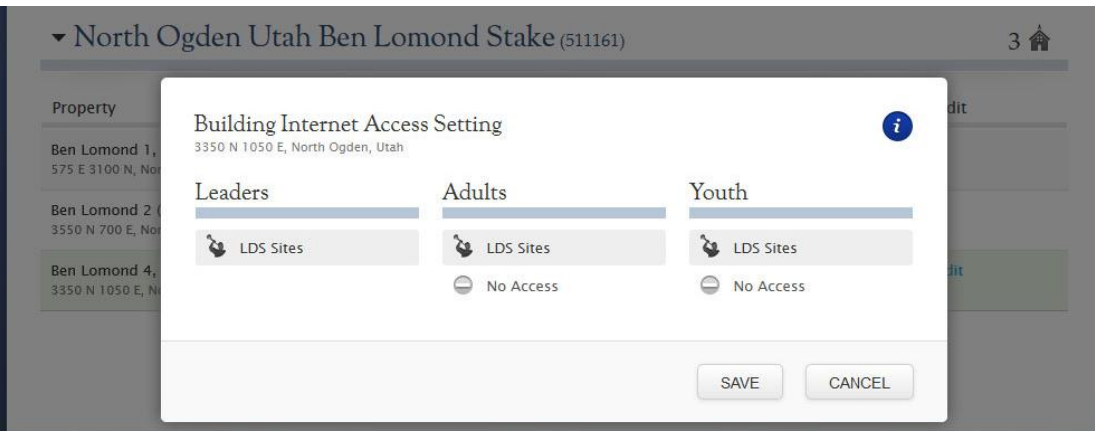 North Ogden Utah Ben Lomond Stake (511161)
3
Property
dit
Ben Lomond 1,
575 E 3100 N, Nor
Ben Lomond 2 (
3550 N 700 E, Nor
Ben Lomond 4,
dit
3350 N 1050 E, No
Building Internet Access Setting
3350 N 1050 E, North Ogden, Utah
i
Leaders
Adults
Youth
LDS Sites
LDS Sites
LDS Sites
No Access
No Access
SAVE
CANCEL